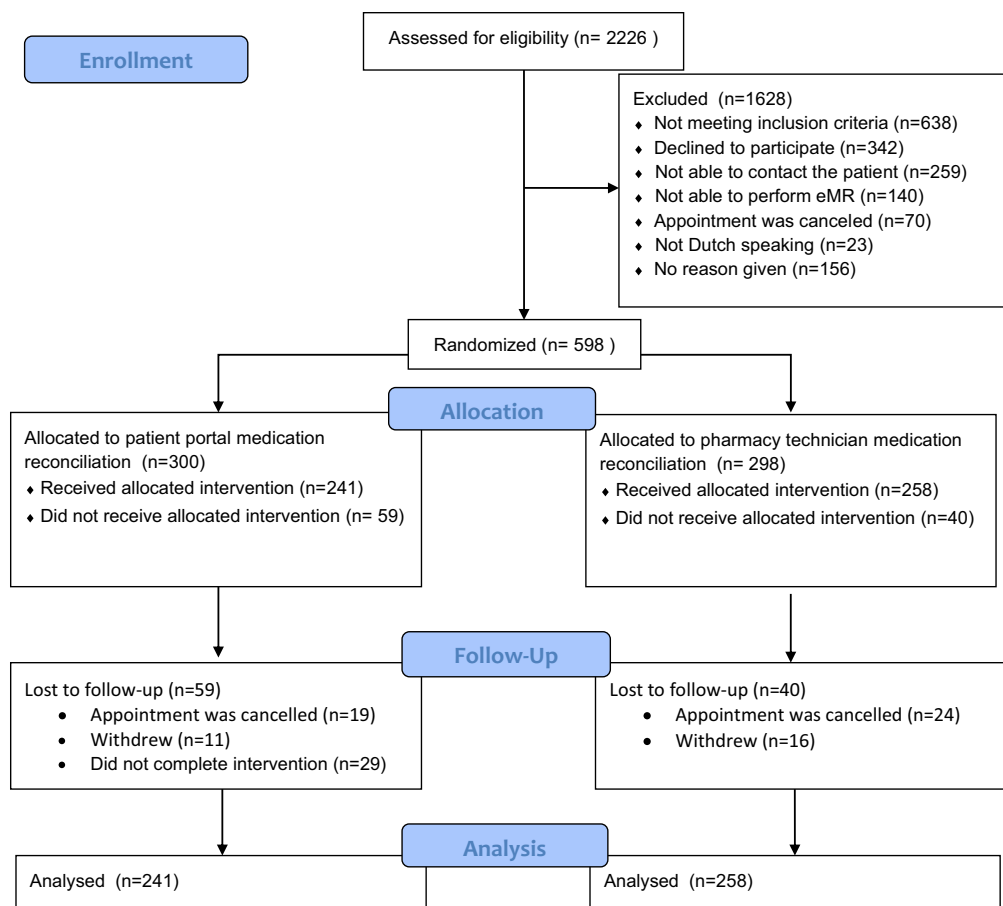 Enrollment
Assessed for eligibility (n= 2226 )
Excluded (n=1628)
♦ Not meeting inclusion criteria (n=638)
♦ Declined to participate (n=342)
♦ Not able to contact the patient (n=259)
♦ Not able to perform eMR (n=140)
♦ Appointment was canceled (n=70)
♦ Not Dutch speaking (n=23)
♦ No reason given (n=156)
Randomized (n= 598 )
Allocation
Allocated to patient portal medication
reconciliation (n=300)
♦ Received allocated intervention (n=241)
♦ Did not receive allocated intervention (n= 59)
Allocated to pharmacy technician medication
reconciliation (n= 298)
♦ Received allocated intervention (n=258)
♦ Did not receive allocated intervention (n=40)
Follow-Up
Lost to follow-up (n=59)
• Appointment was cancelled (n=19)
• Withdrew (n=11)
• Did not complete intervention (n=29)
Lost to follow-up (n=40)
• Appointment was cancelled (n=24)
• Withdrew (n=16)
Analysis
Analysed (n=241)
Analysed (n=258)